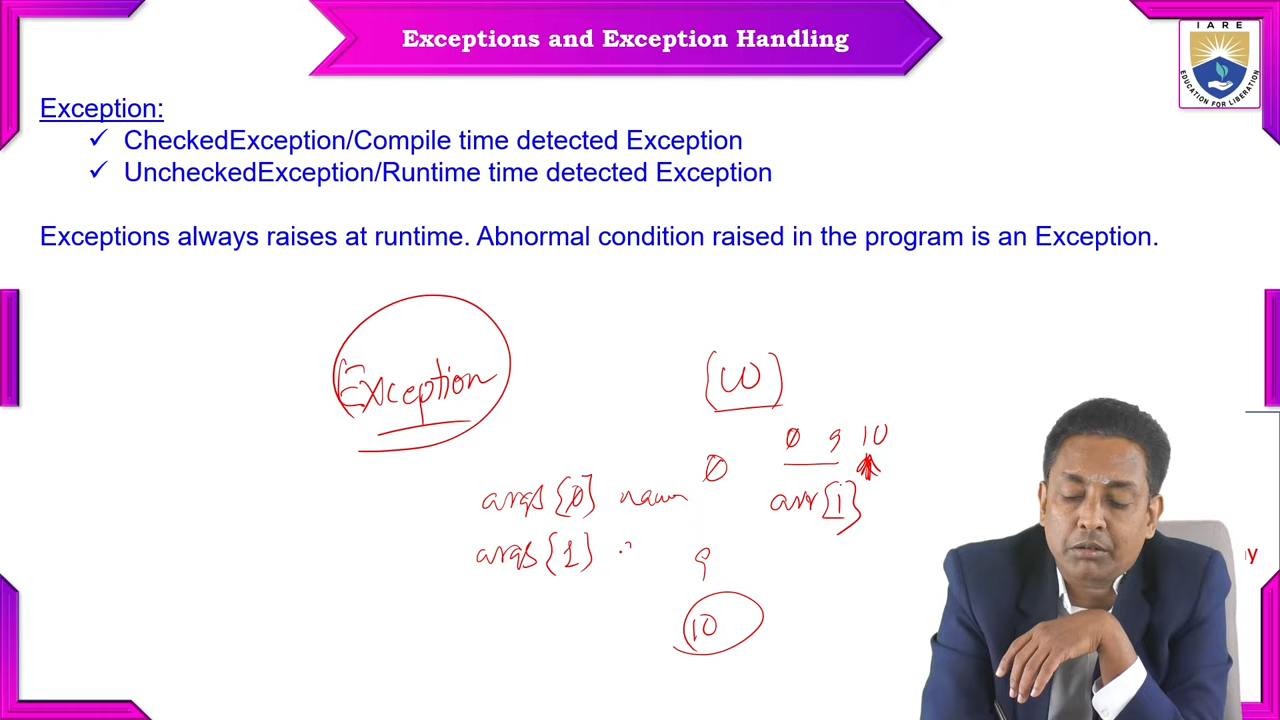 Exceptions and Exception Handling
IARE
EDUCATION FOR LIBERATION
Exception:
✓ CheckedException/Compile time detected Exception
✓ UncheckedException/Runtime time detected Exception
Exceptions always raises at runtime. Abnormal condition raised in the program is an Exception.
Exception
0 9 10
0
args[0]
arr[i]
args[1]
9
10